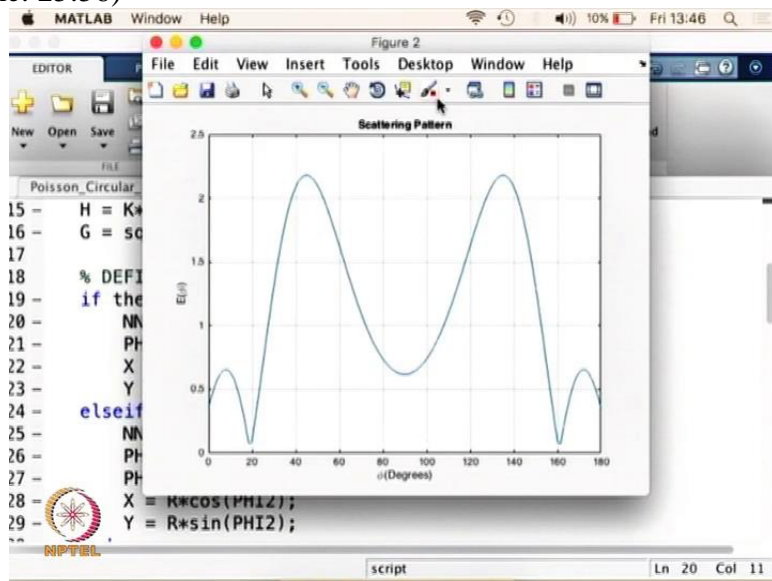 MATLAB Window Help 10% Fri 13:46
Figure 2
EDITOR
File Edit View Insert Tools Desktop Window Help
New Open Save
FILE
Poisson_Circular_
Scattering Pattern
2.5
2
1.5
1
0.5
0
E(ϕ)
0 20 40 60 80 100 120 140 160 180
ϕ(Degrees)
15 – H = K*
16 – G = sq
17
18 % DEFI
19 – if the
20 – NN
21 – PH
22 – X
23 – Y
24 – elseif
25 – NN
26 – PH
27 – PH
28 – X = R*cos(PHI2);
29 – Y = R*sin(PHI2);
NPTEL
script Ln 20 Col 11